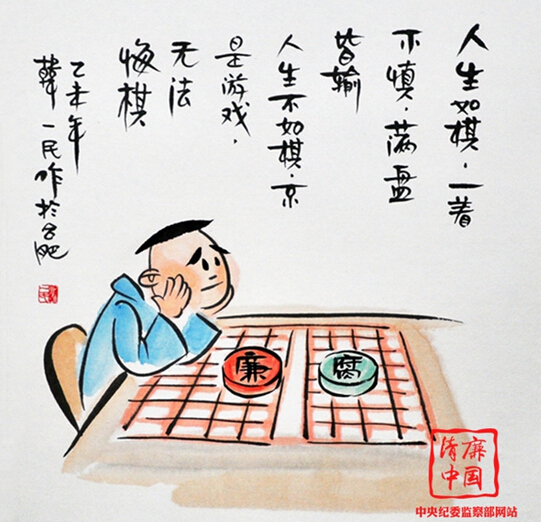 人生如棋,一着
不慎,满盘
皆输
人生不如棋,
是游戏,
无法
悔棋
乙未年
韓一民作於合肥
廉
腐
清廉
中国
中央纪委监察部网站